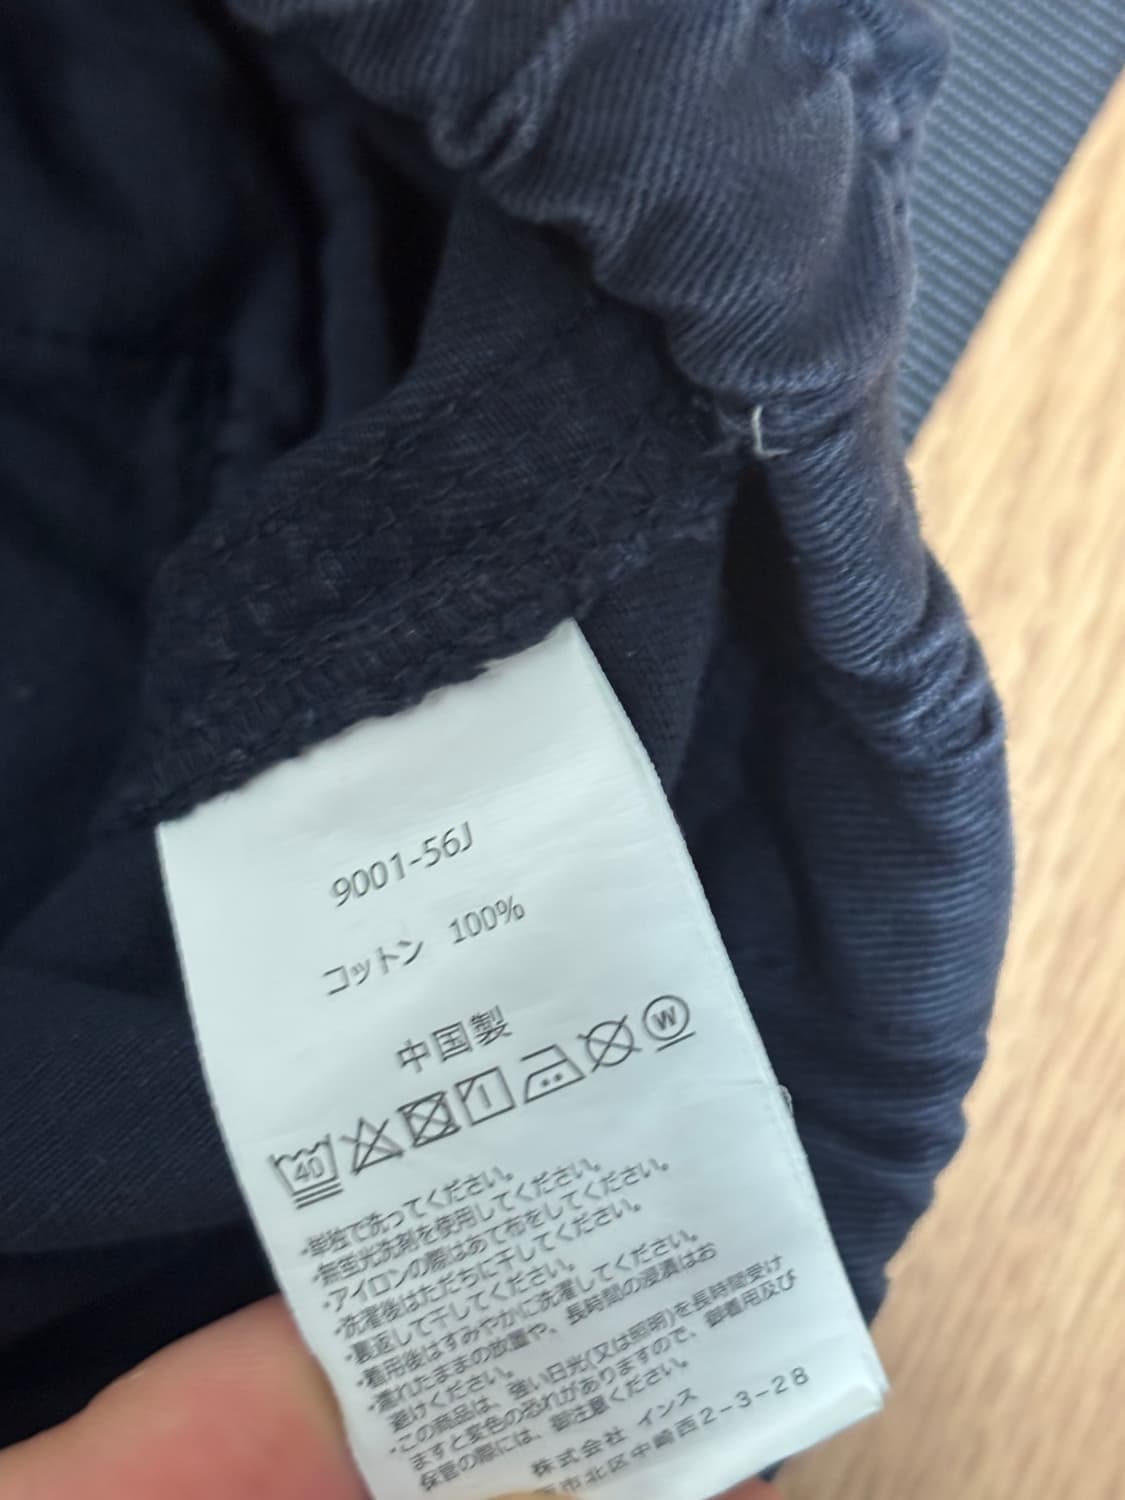 9001-56J
コットン 100%
中国製
40 W
・単独で洗ってください。
・無蛍光洗剤を使用してください。
・アイロンの際はあて布をしてください。
・洗濯後はただちに干してください。
・裏返して干してください。
・着用後はすみやかに洗濯してください。
・濡れたままの放置や、長時間の浸漬はお
避けください。
・この商品は、強い日光(又は照明)を長時間受け
ますと変色の恐れがありますので、御着用及び
保管の際には、御注意ください。
株式会社 インス
市北区中崎西2-3-28